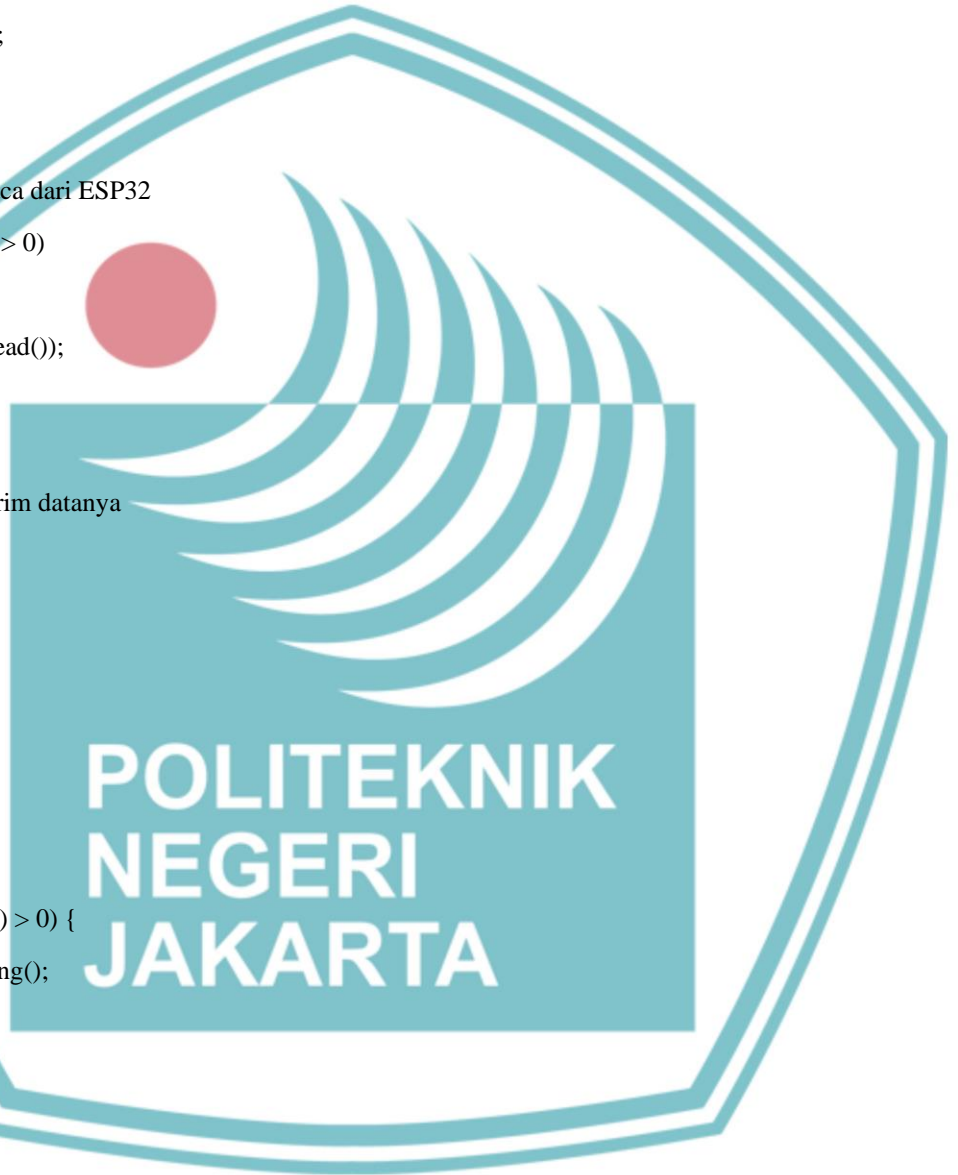 ;
ca dari ESP32
> 0)
ead());
rim datanya
POLITEKNIK
NEGERI
JAKARTA
) > 0) {
ng();